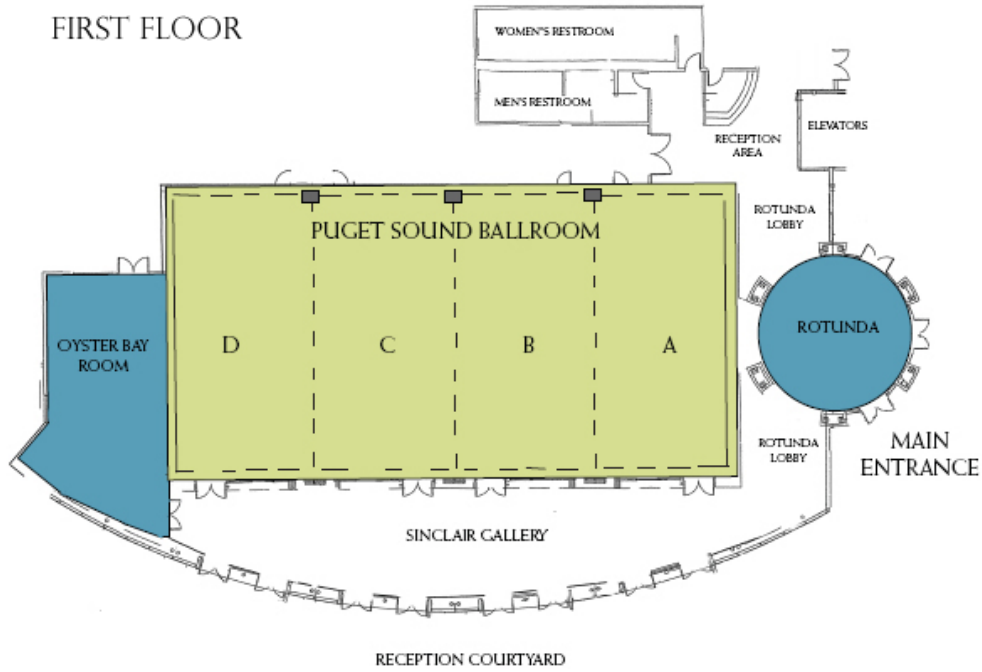 FIRST FLOOR
WOMEN'S RESTROOM
MEN'S RESTROOM
ELEVATORS
RECEPTION
AREA
ROTUNDA
LOBBY
PUGET SOUND BALLROOM
ROTUNDA
OYSTER BAY
ROOM
D
C
B
A
ROTUNDA
LOBBY
MAIN
ENTRANCE
SINCLAIR GALLERY
RECEPTION COURTYARD